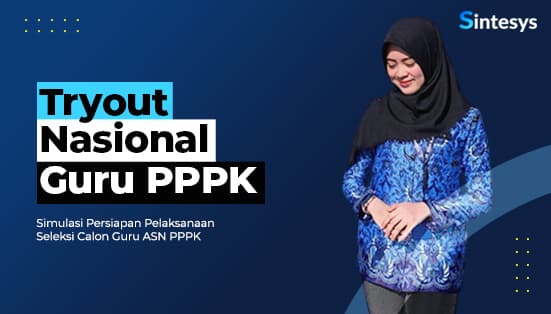 Sintesys
Tryout
Nasional
Guru PPPK
Simulasi Persiapan Pelaksanaan
Seleksi Calon Guru ASN PPPK